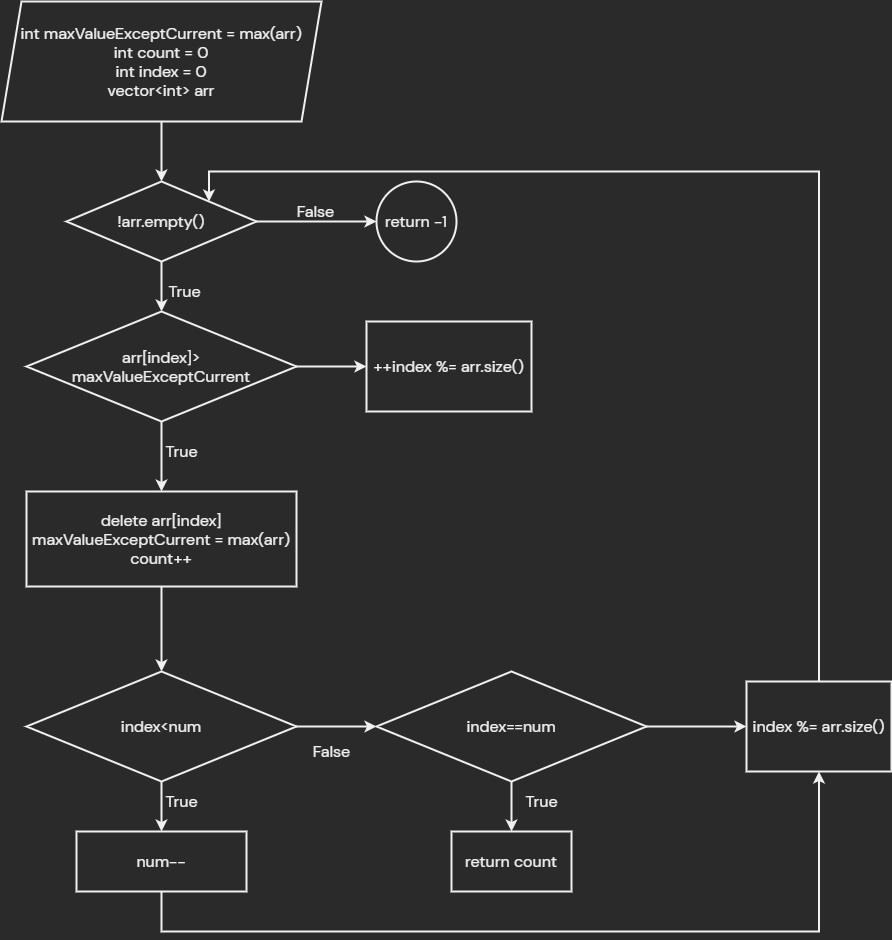 int maxValueExceptCurrent = max(arr)
int count = 0
int index = 0
vector<int> arr
!arr.empty()
False
return -1
True
arr[index]>
maxValueExceptCurrent
++index %= arr.size()
True
delete arr[index]
maxValueExceptCurrent = max(arr)
count++
index<num
False
index==num
index %= arr.size()
True
True
num--
return count